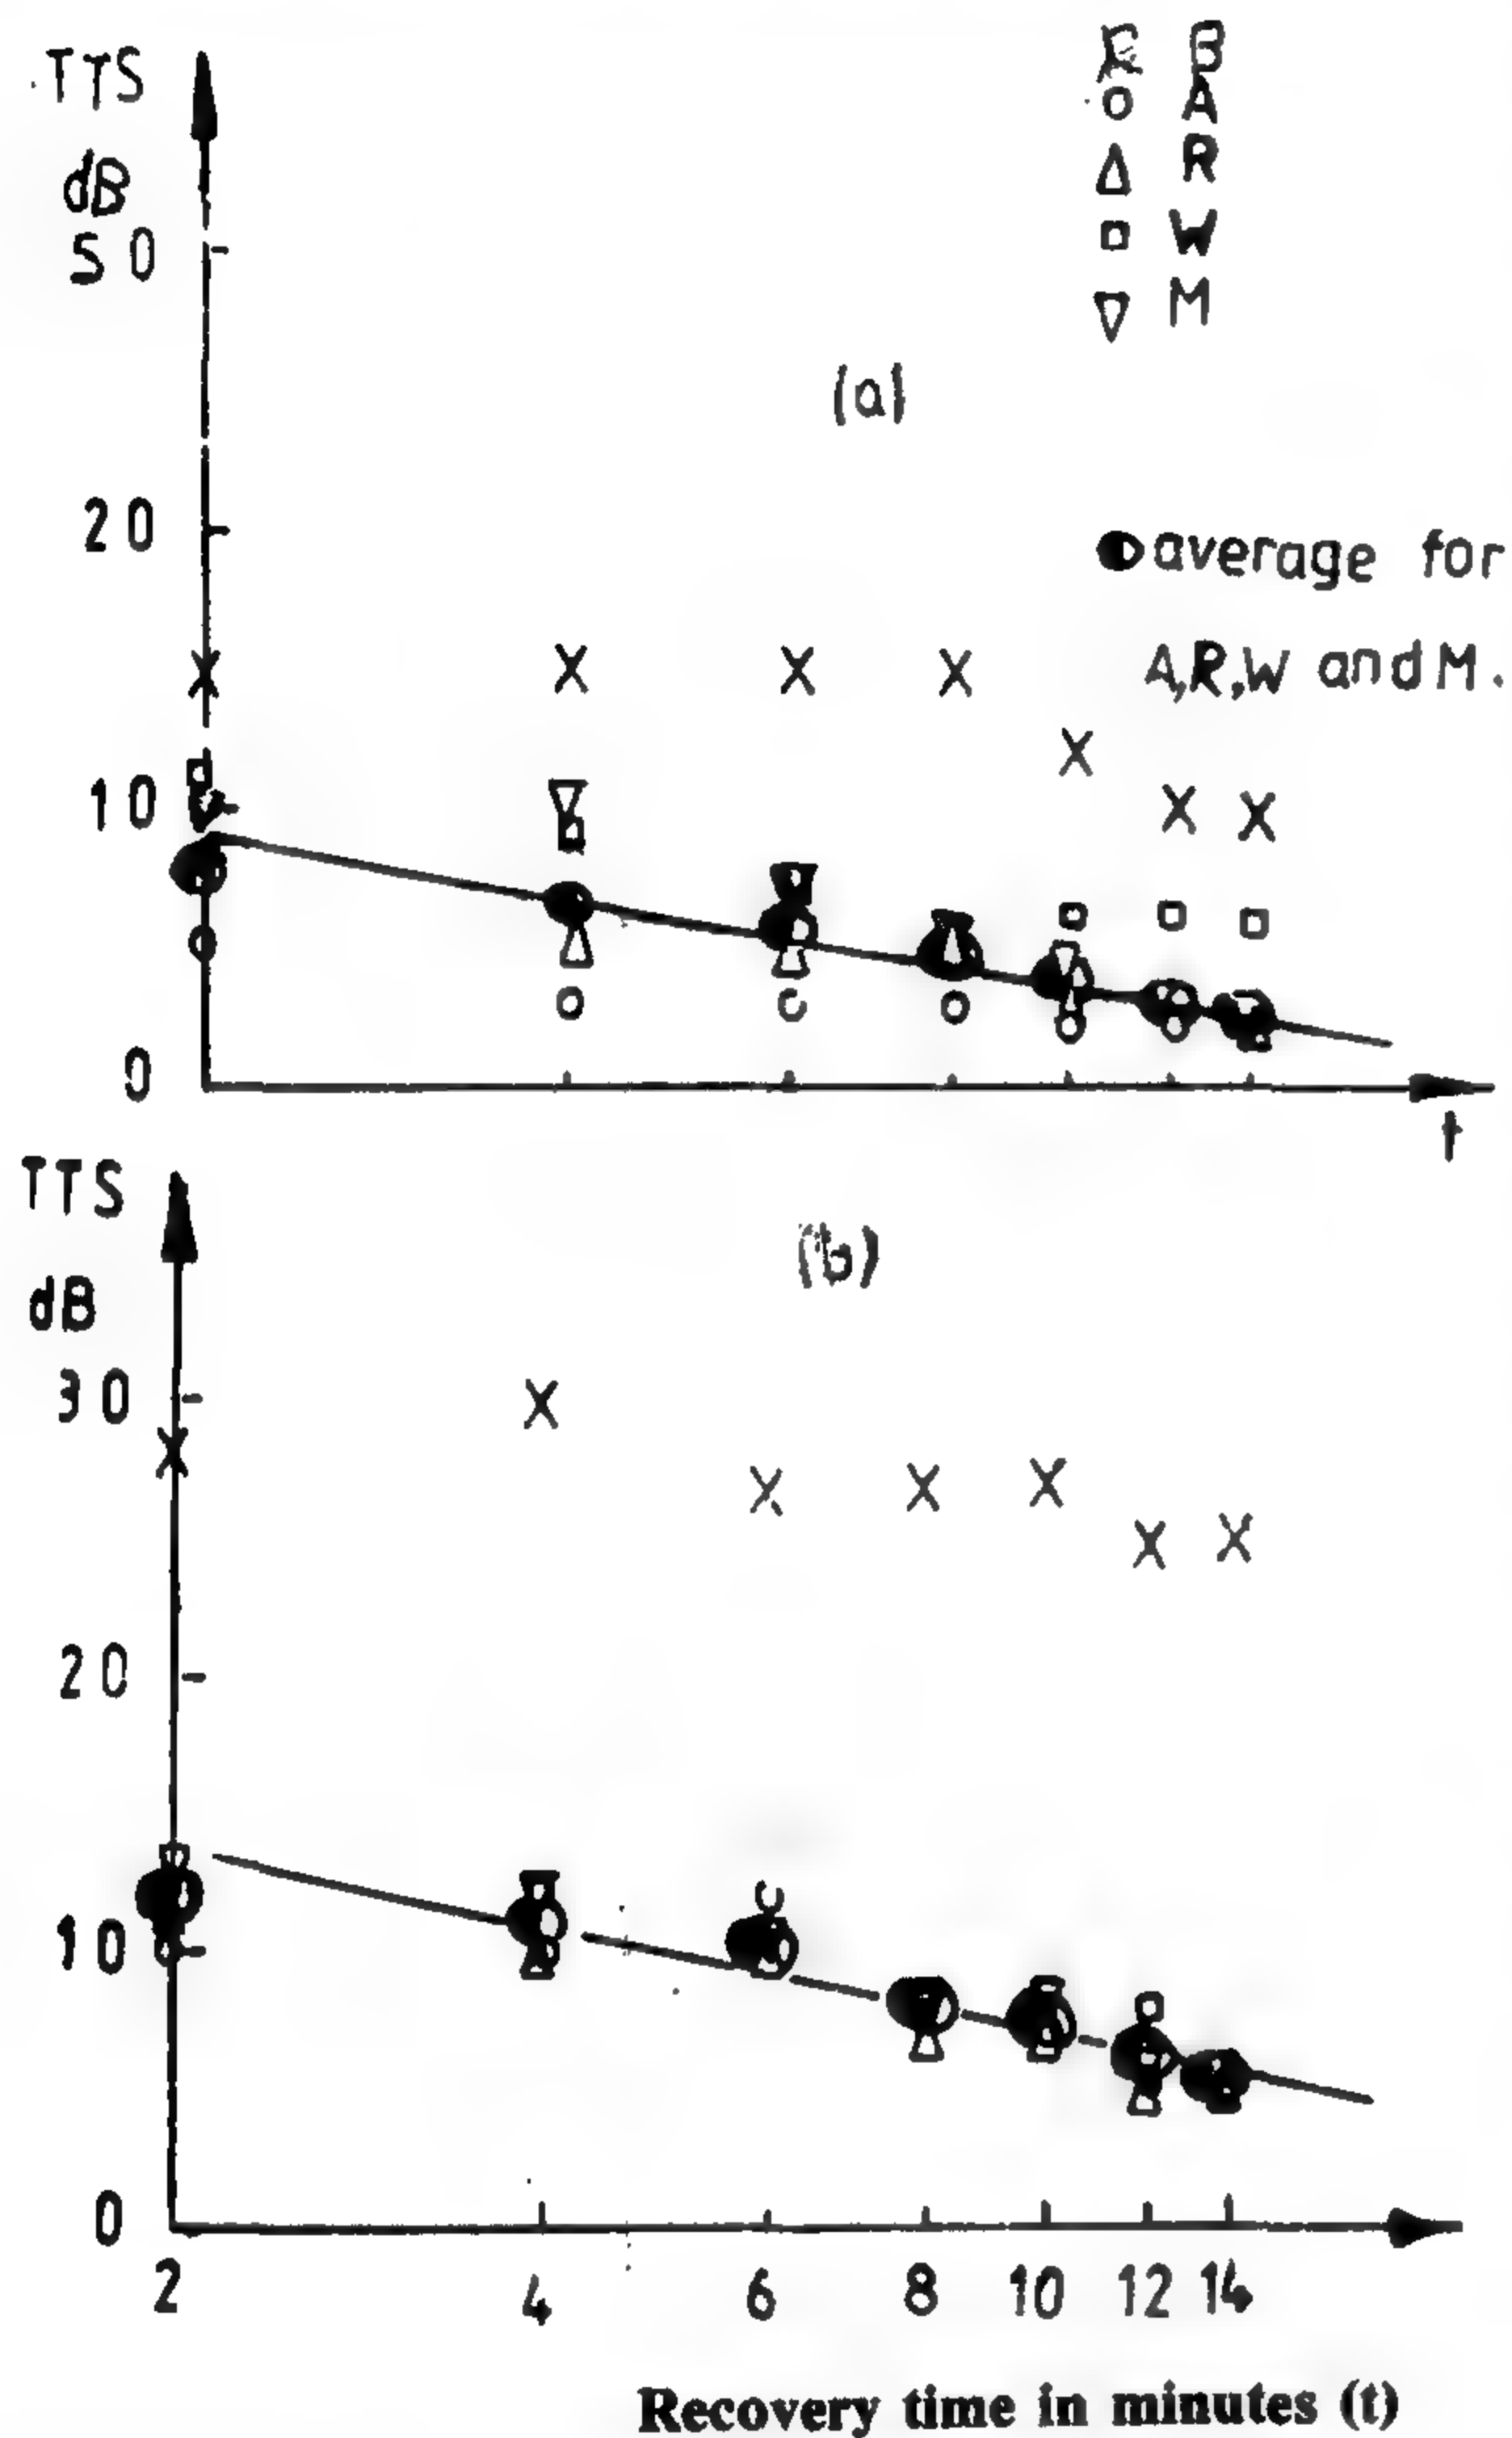 TTS
dB
50
20
10
0
B
A
R
W
M
(a)
average for
A,R,W and M.
t
TTS
dB
30
20
10
0
(b)
2 4 6 8 10 12 14
Recovery time in minutes (t)